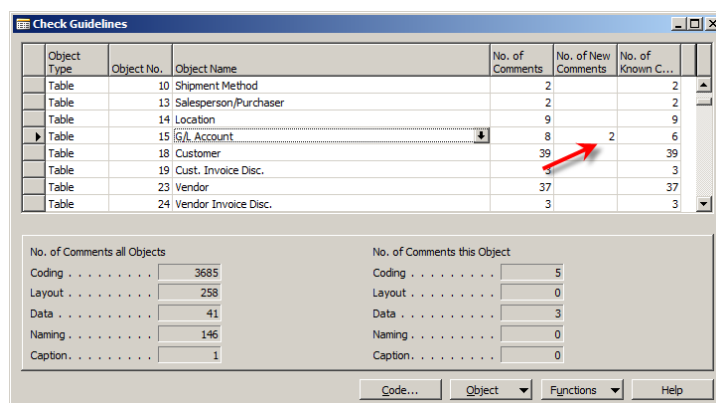 Check Guidelines
Object Type Object No. Object Name No. of Comments No. of New Comments No. of Known C...
Table 10 Shipment Method 2 2
Table 13 Salesperson/Purchaser 2 2
Table 14 Location 9 9
Table 15 G/L Account 8 2 6
Table 18 Customer 39 39
Table 19 Cust. Invoice Disc. 3 3
Table 23 Vendor 37 37
Table 24 Vendor Invoice Disc. 3 3
No. of Comments all Objects No. of Comments this Object
Coding . . . . . . . . . 3685 Coding . . . . . . . . . 5
Layout . . . . . . . . . 258 Layout . . . . . . . . . 0
Data . . . . . . . . . . 41 Data . . . . . . . . . . 3
Naming . . . . . . . . . 146 Naming . . . . . . . . . 0
Caption. . . . . . . . . 1 Caption. . . . . . . . . 0
Code... Object Functions Help